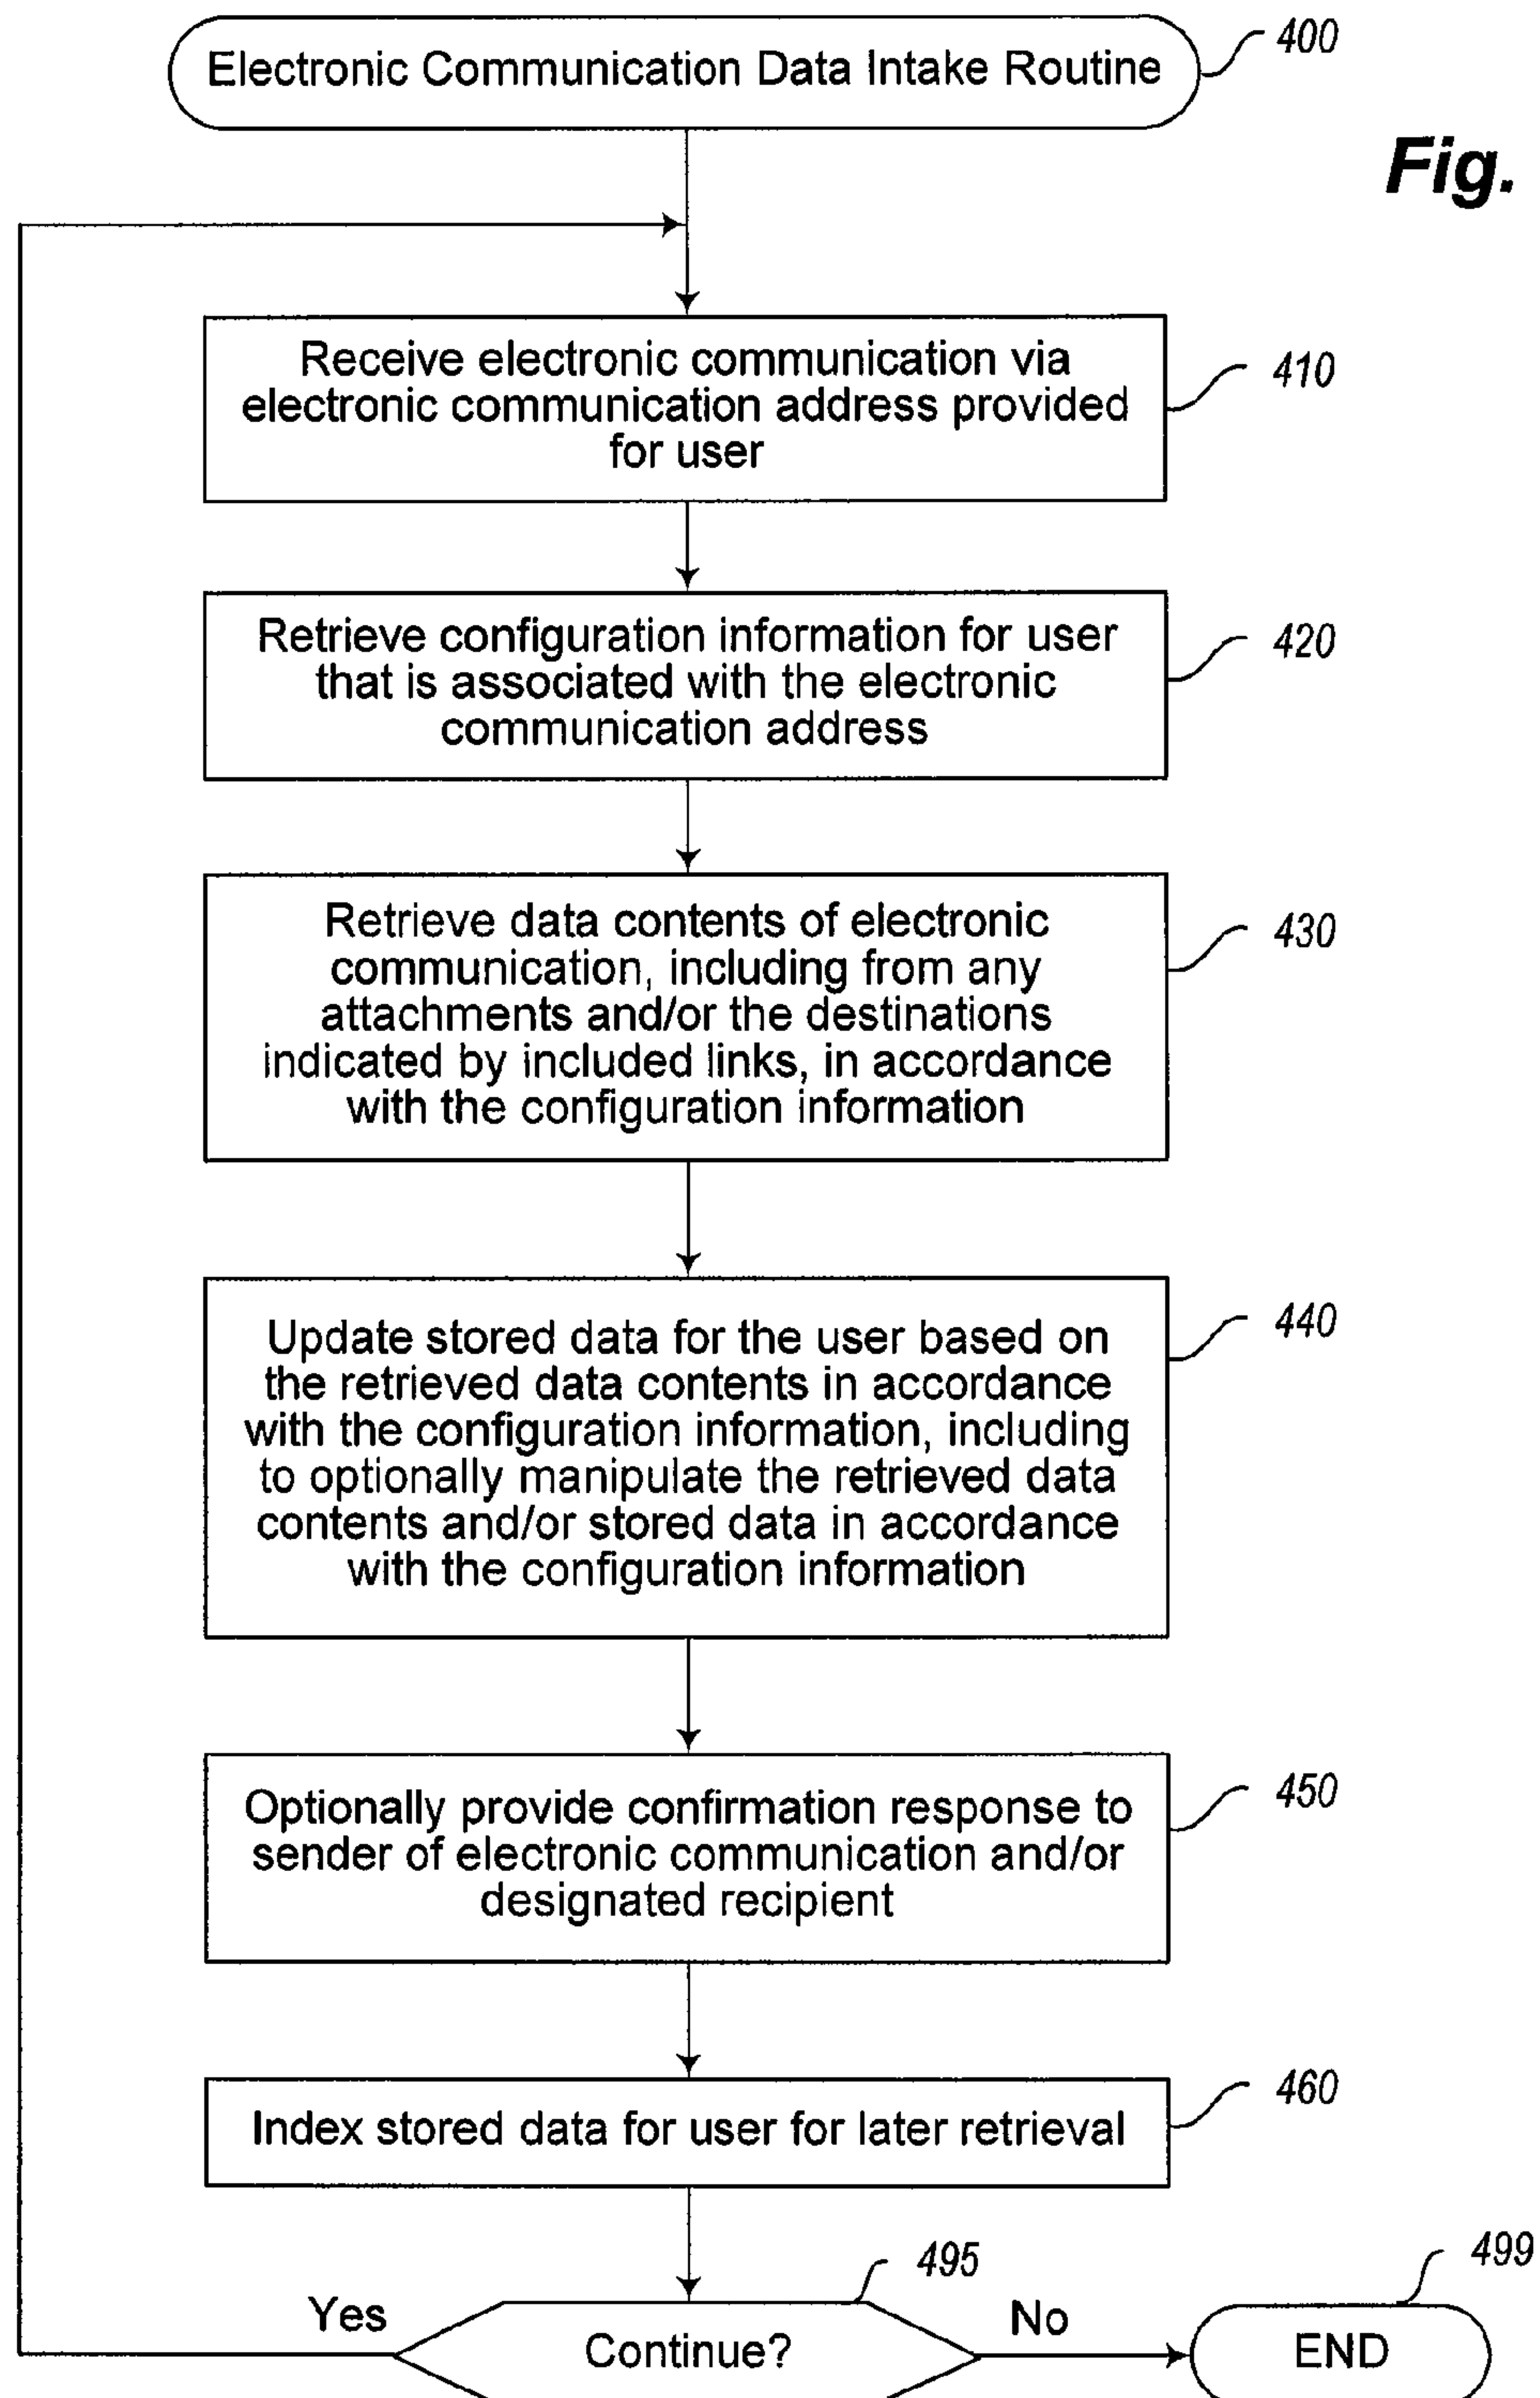 Electronic Communication Data Intake Routine
400
Fig.
Receive electronic communication via
electronic communication address provided
for user
410
Retrieve configuration information for user
that is associated with the electronic
communication address
420
Retrieve data contents of electronic
communication, including from any
attachments and/or the destinations
indicated by included links, in accordance
with the configuration information
430
Update stored data for the user based on
the retrieved data contents in accordance
with the configuration information, including
to optionally manipulate the retrieved data
contents and/or stored data in accordance
with the configuration information
440
Optionally provide confirmation response to
sender of electronic communication and/or
designated recipient
450
Index stored data for user for later retrieval
460
495
499
Yes
Continue?
No
END